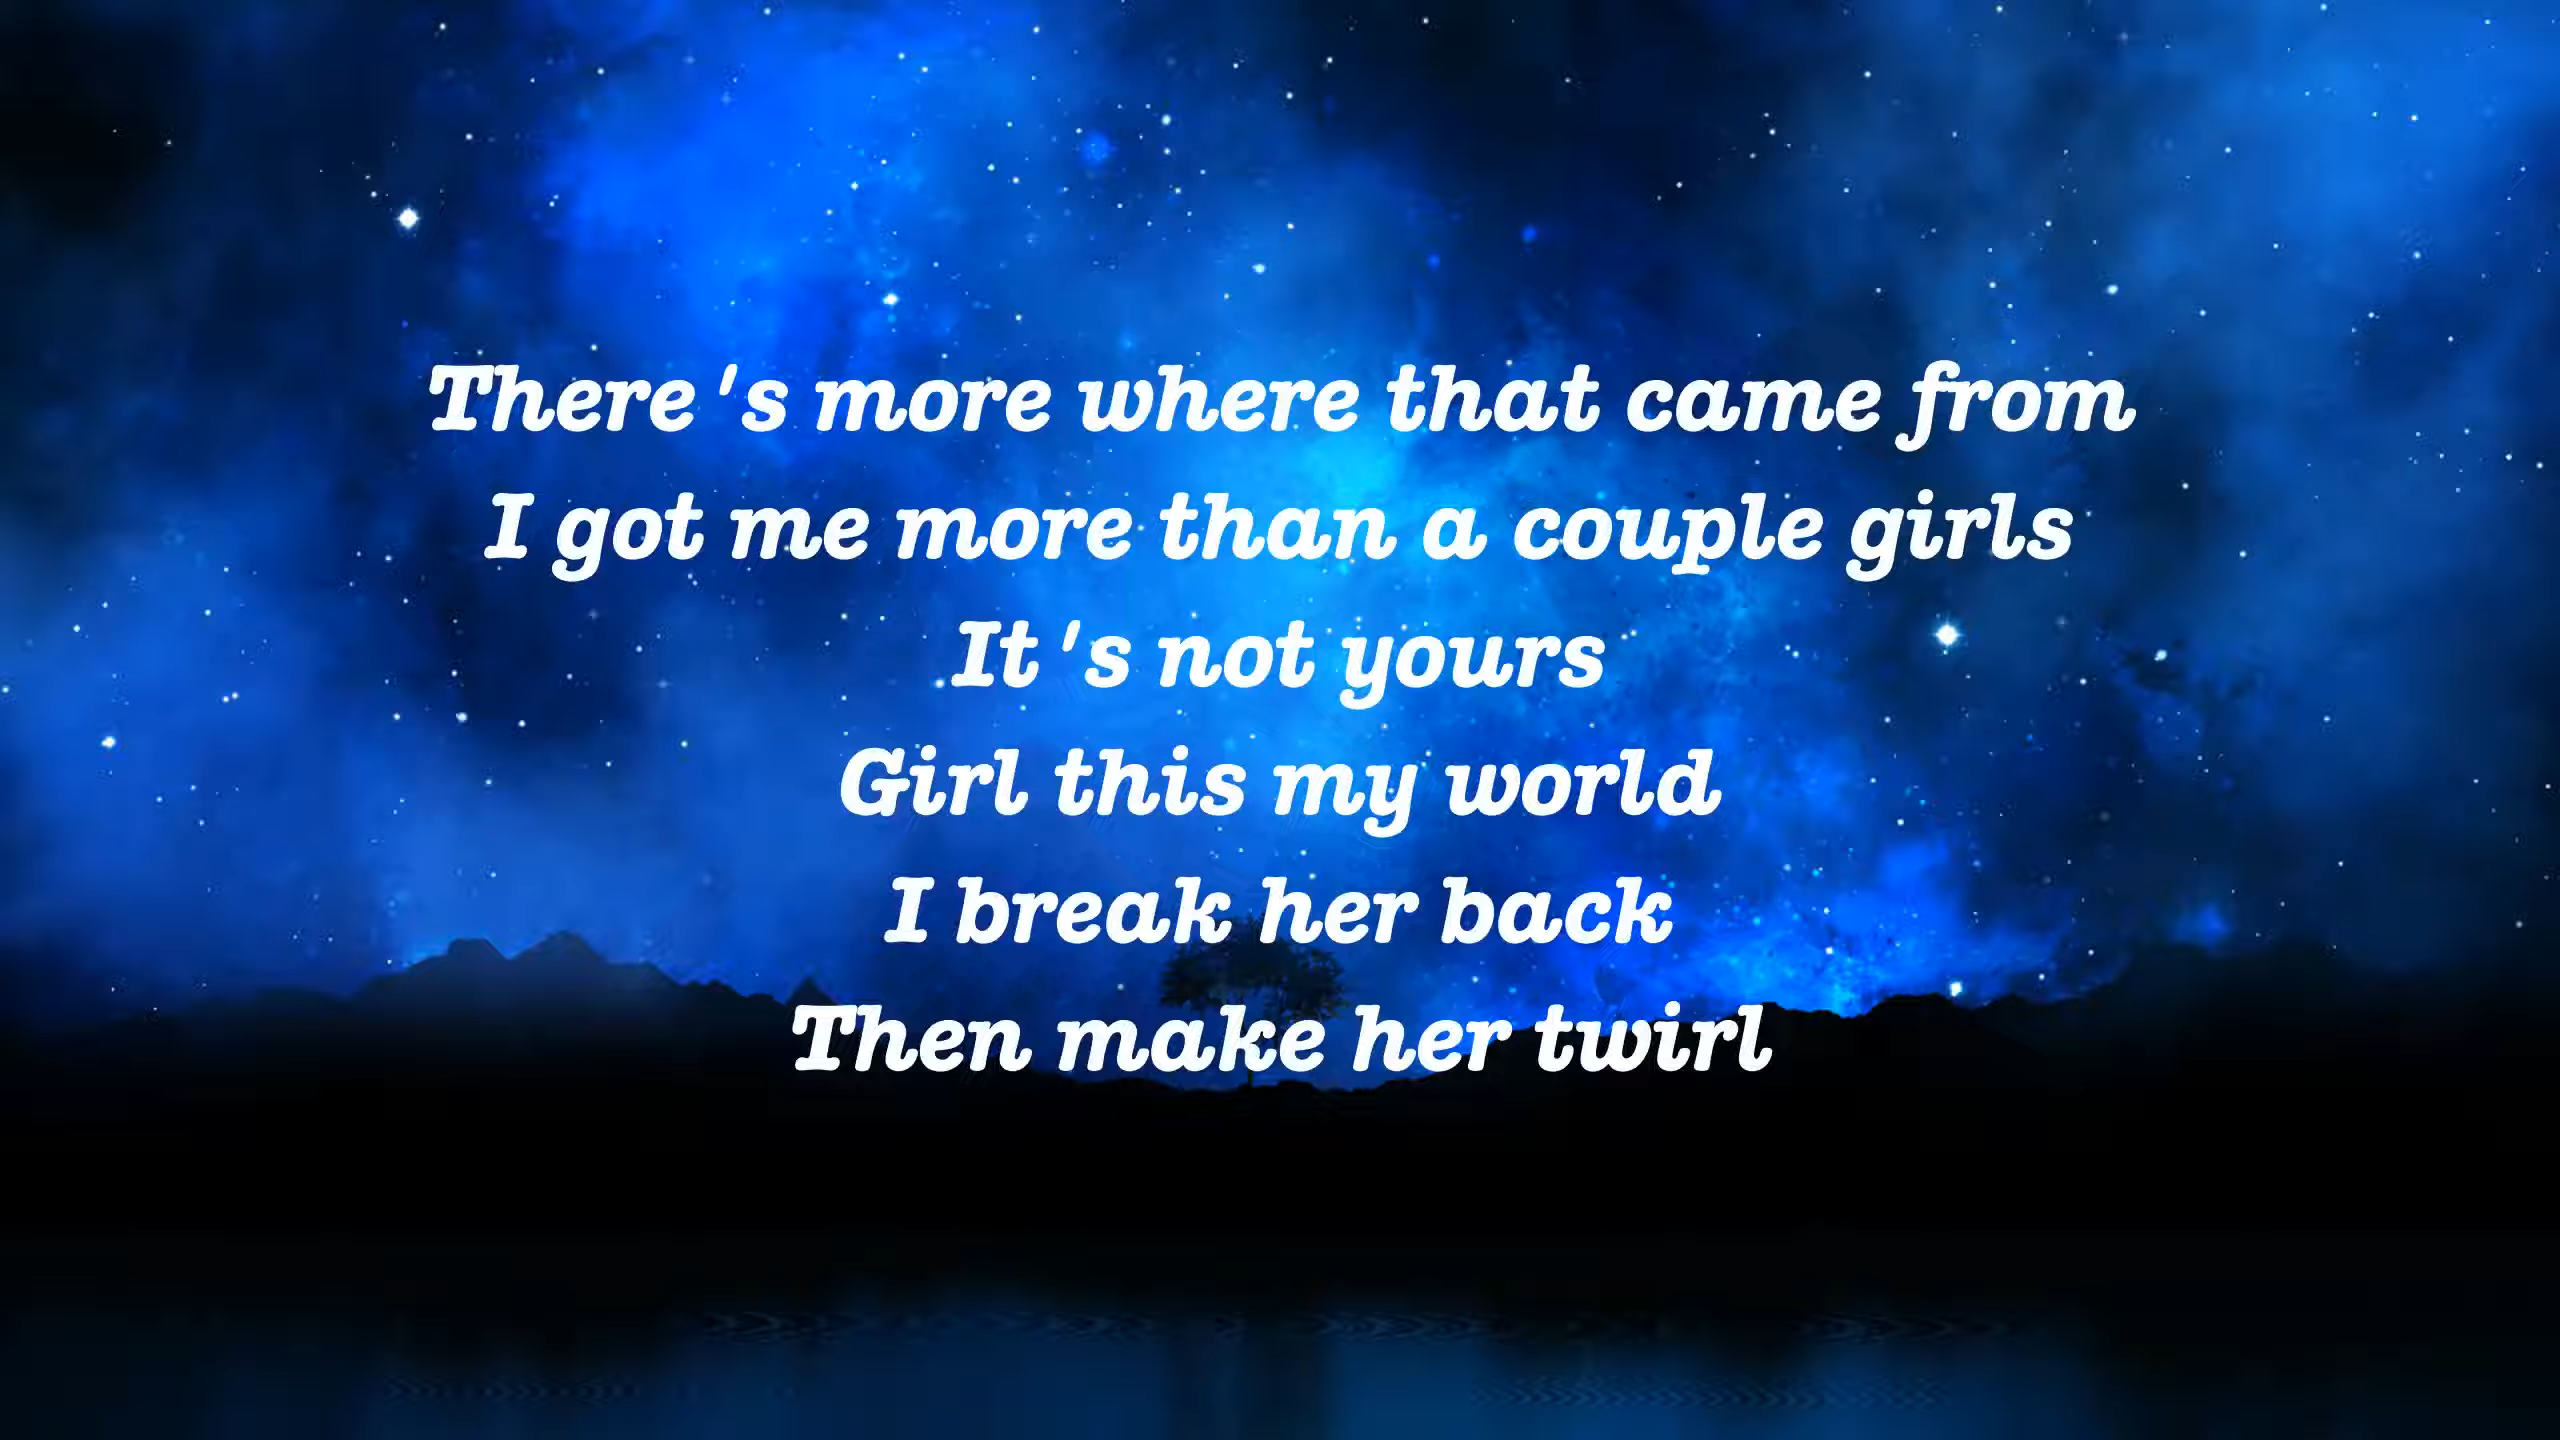 There's more where that came from
I got me more than a couple girls
It's not yours
Girl this my world
I break her back
Then make her twirl